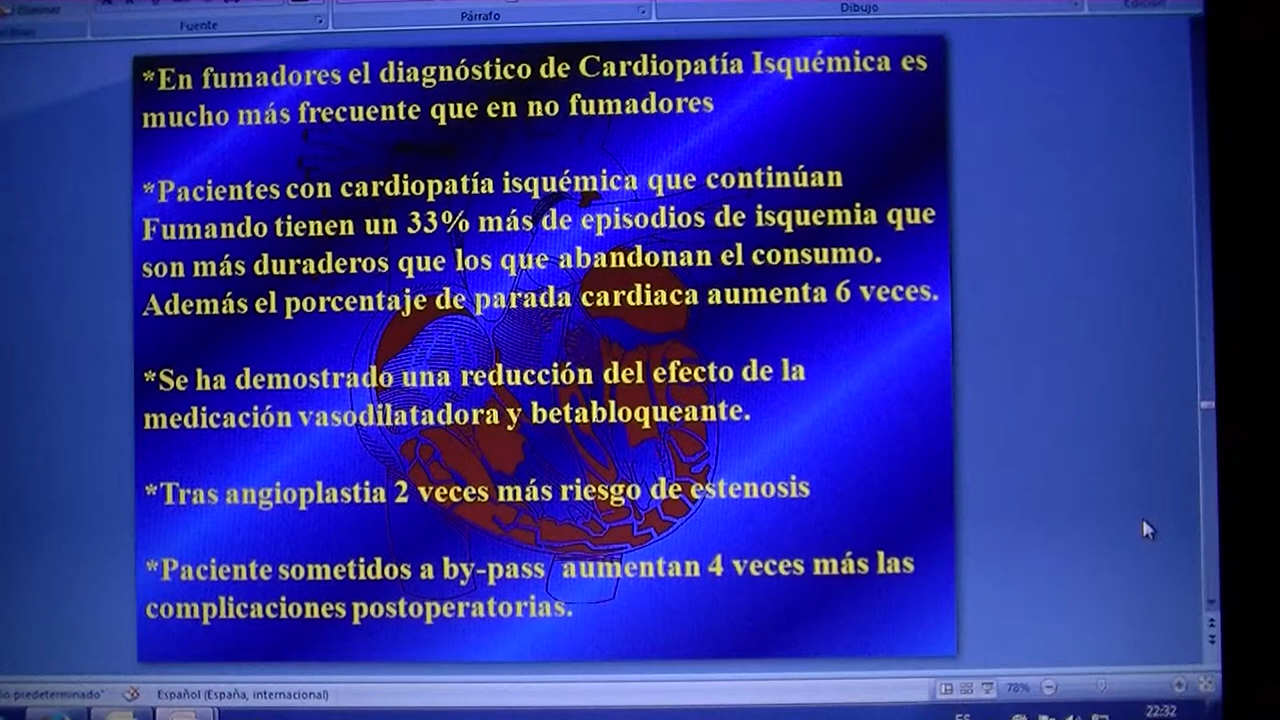 Fuente
Párrafo
Dibujo
*En fumadores el diagnóstico de Cardiopatía Isquémica es
mucho más frecuente que en no fumadores
*Pacientes con cardiopatía isquémica que continúan
Fumando tienen un 33% más de episodios de isquemia que
son más duraderos que los que abandonan el consumo.
Además el porcentaje de parada cardiaca aumenta 6 veces.
*Se ha demostrado una reducción del efecto de la
medicación vasodilatadora y betabloqueante.
*Tras angioplastia 2 veces más riesgo de estenosis
*Paciente sometidos a by-pass aumentan 4 veces más las
complicaciones postoperatorias.
predeterminado"
Español (España, internacional)
78%
22:32